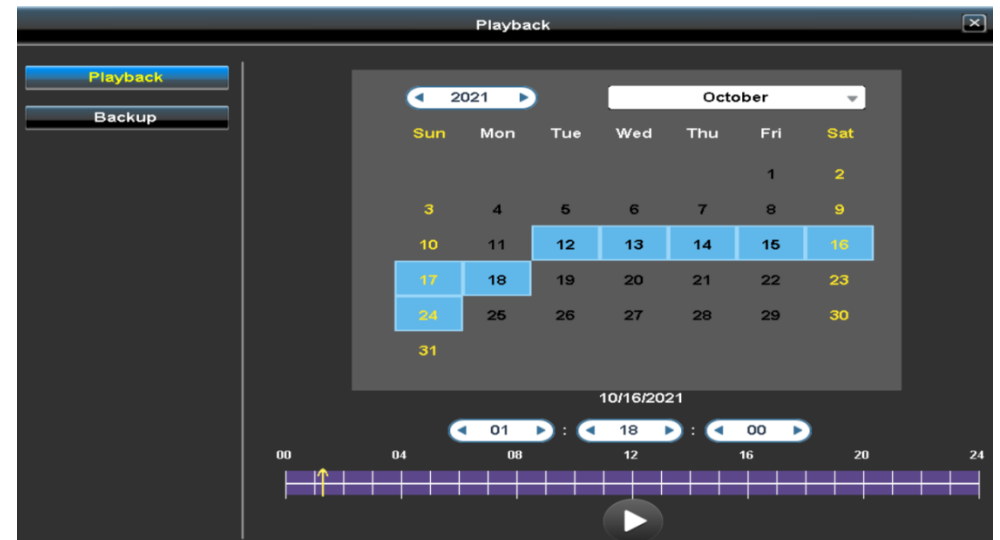 Playback
Playback
Backup
2021 October
Sun Mon Tue Wed Thu Fri Sat
1 2
3 4 5 6 7 8 9
10 11 12 13 14 15 16
17 18 19 20 21 22 23
24 25 26 27 28 29 30
31
10/16/2021
01 : 18 : 00
00 04 08 12 16 20 24